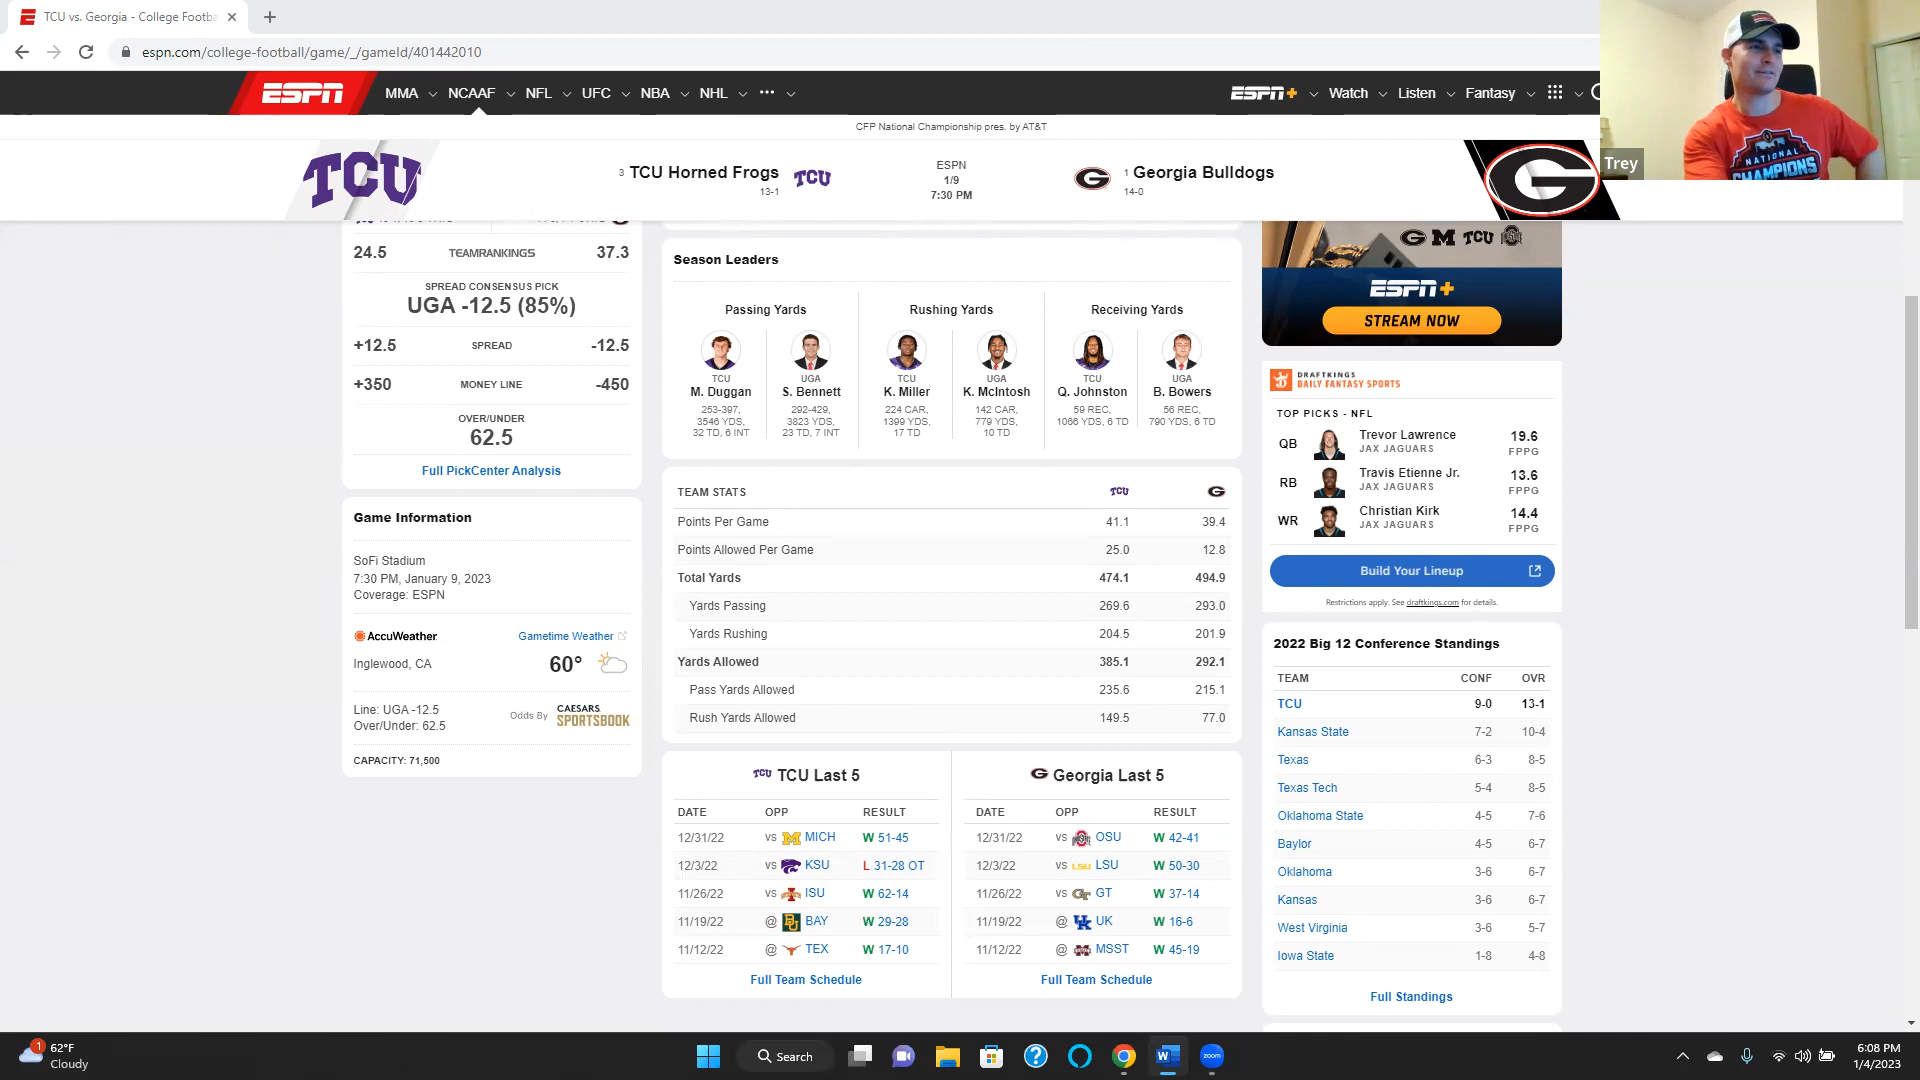 TCU vs. Georgia - College Footba
espn.com/college-football/game/_/gameId/401442010
ESPN
MMA
NCAAF
NFL
UFC
NBA
NHL
ESPN+
Watch
Listen
Fantasy
CFP National Championship pres. by AT&T
TCU
3 TCU Horned Frogs
13-1
TCU
ESPN
1/9
7:30 PM
G
1 Georgia Bulldogs
14-0
G
Trey
NATIONAL
CHAMPIONS
24.5 TEAMRANKINGS 37.3
SPREAD CONSENSUS PICK
UGA -12.5 (85%)
+12.5 SPREAD -12.5
+350 MONEY LINE -450
OVER/UNDER
62.5
Full PickCenter Analysis
Game Information
SoFi Stadium
7:30 PM, January 9, 2023
Coverage: ESPN
AccuWeather Gametime Weather
Inglewood, CA 60°
Line: UGA -12.5
Over/Under: 62.5
Odds By CAESARS SPORTSBOOK
CAPACITY: 71,500
Season Leaders
Passing Yards Rushing Yards Receiving Yards
TCU UGA TCU UGA TCU UGA
M. Duggan S. Bennett K. Miller K. McIntosh Q. Johnston B. Bowers
253-397, 292-429, 224 CAR, 142 CAR, 59 REC, 56 REC,
3546 YDS, 3823 YDS, 1399 YDS, 779 YDS, 1066 YDS, 6 TD 790 YDS, 6 TD
32 TD, 6 INT 23 TD, 7 INT 17 TD 10 TD
TEAM STATS TCU G
Points Per Game 41.1 39.4
Points Allowed Per Game 25.0 12.8
Total Yards 474.1 494.9
Yards Passing 269.6 293.0
Yards Rushing 204.5 201.9
Yards Allowed 385.1 292.1
Pass Yards Allowed 235.6 215.1
Rush Yards Allowed 149.5 77.0
TCU TCU Last 5
DATE OPP RESULT
12/31/22 vs MICH W 51-45
12/3/22 vs KSU L 31-28 OT
11/26/22 vs ISU W 62-14
11/19/22 @ BAY W 29-28
11/12/22 @ TEX W 17-10
Full Team Schedule
G Georgia Last 5
DATE OPP RESULT
12/31/22 vs OSU W 42-41
12/3/22 vs LSU W 50-30
11/26/22 vs GT W 37-14
11/19/22 @ UK W 16-6
11/12/22 @ MSST W 45-19
Full Team Schedule
G M TCU
ESPN+
STREAM NOW
DRAFTKINGS
DAILY FANTASY SPORTS
TOP PICKS - NFL
QB Trevor Lawrence 19.6
JAX JAGUARS FPPG
RB Travis Etienne Jr. 13.6
JAX JAGUARS FPPG
WR Christian Kirk 14.4
JAX JAGUARS FPPG
Build Your Lineup
Restrictions apply. See draftkings.com for details.
2022 Big 12 Conference Standings
TEAM CONF OVR
TCU 9-0 13-1
Kansas State 7-2 10-4
Texas 6-3 8-5
Texas Tech 5-4 8-5
Oklahoma State 4-5 7-6
Baylor 4-5 6-7
Oklahoma 3-6 6-7
Kansas 3-6 6-7
West Virginia 3-6 5-7
Iowa State 1-8 4-8
Full Standings
1
62°F
Cloudy
Search
W
zoom
6:08 PM
1/4/2023